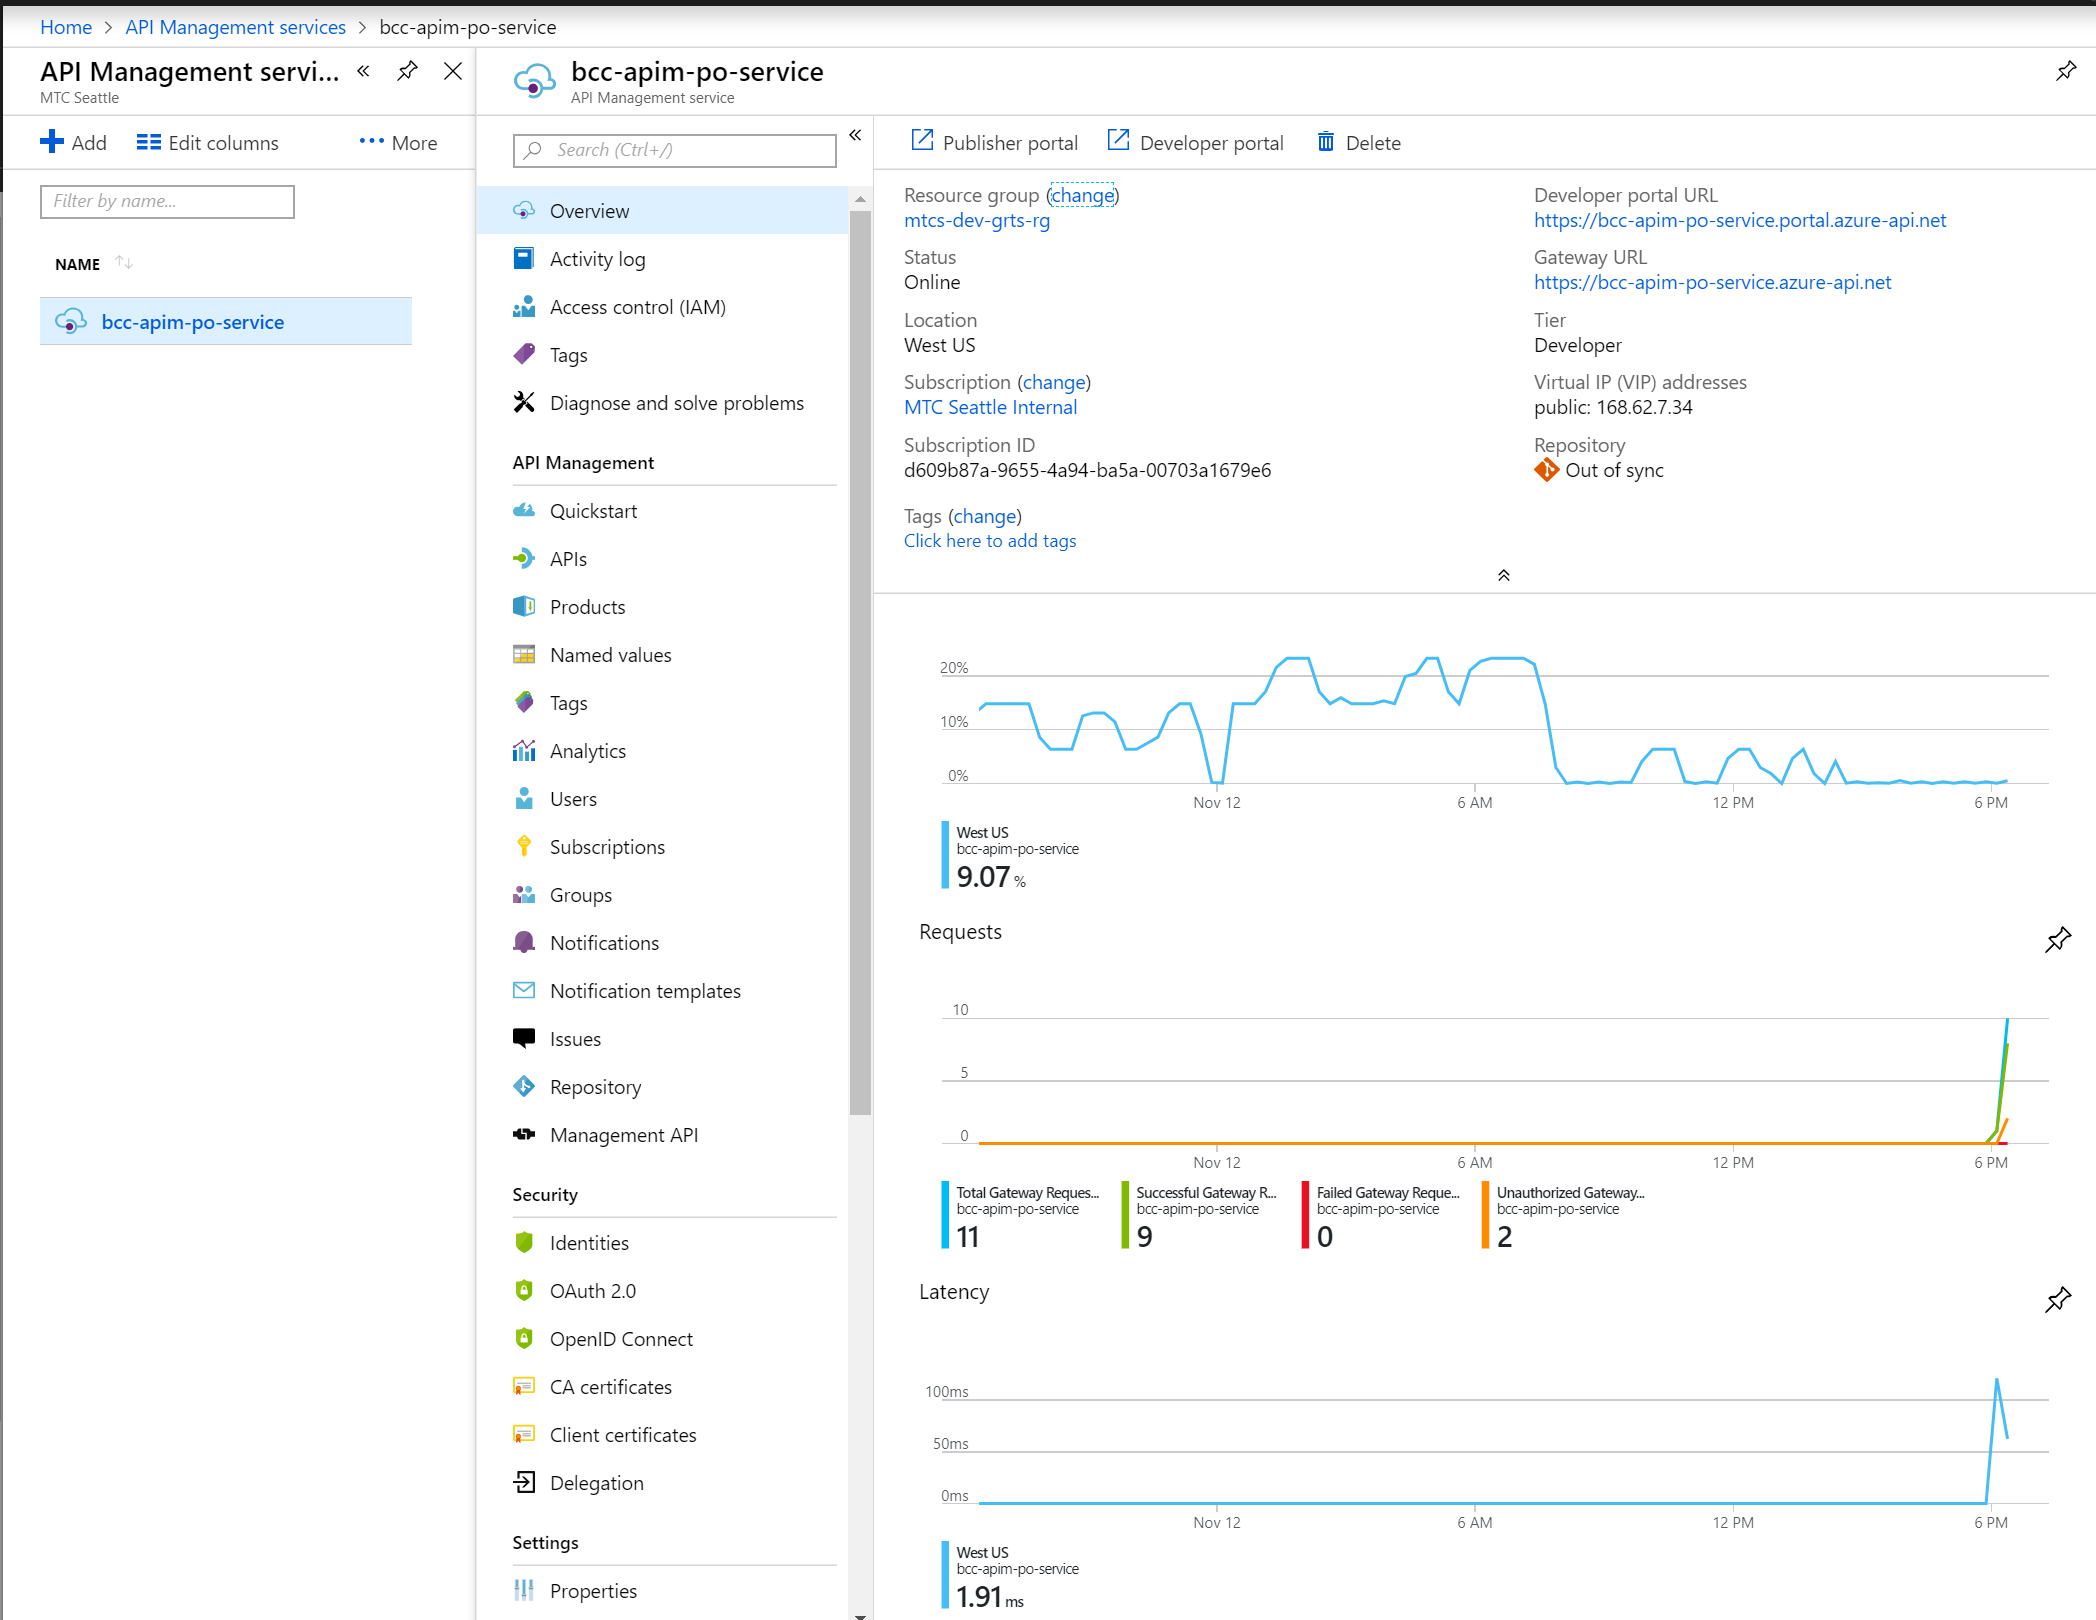 Home > API Management services > bcc-apim-po-service
API Management servi...
MTC Seattle
Add
Edit columns
More
Filter by name...
NAME
bcc-apim-po-service
bcc-apim-po-service
API Management service
Search (Ctrl+/)
Overview
Activity log
Access control (IAM)
Tags
Diagnose and solve problems
API Management
Quickstart
APIs
Products
Named values
Tags
Analytics
Users
Subscriptions
Groups
Notifications
Notification templates
Issues
Repository
Management API
Security
Identities
OAuth 2.0
OpenID Connect
CA certificates
Client certificates
Delegation
Settings
Properties
Publisher portal
Developer portal
Delete
Resource group (change)
mtcs-dev-grts-rg
Status
Online
Location
West US
Subscription (change)
MTC Seattle Internal
Subscription ID
d609b87a-9655-4a94-ba5a-00703a1679e6
Tags (change)
Click here to add tags
Developer portal URL
https://bcc-apim-po-service.portal.azure-api.net
Gateway URL
https://bcc-apim-po-service.azure-api.net
Tier
Developer
Virtual IP (VIP) addresses
public: 168.62.7.34
Repository
Out of sync
20%
10%
0%
Nov 12
6 AM
12 PM
6 PM
West US
bcc-apim-po-service
9.07 %
Requests
10
5
0
Nov 12
6 AM
12 PM
6 PM
Total Gateway Reques...
bcc-apim-po-service
11
Successful Gateway R...
bcc-apim-po-service
9
Failed Gateway Reque...
bcc-apim-po-service
0
Unauthorized Gateway...
bcc-apim-po-service
2
Latency
100ms
50ms
0ms
Nov 12
6 AM
12 PM
6 PM
West US
bcc-apim-po-service
1.91 ms